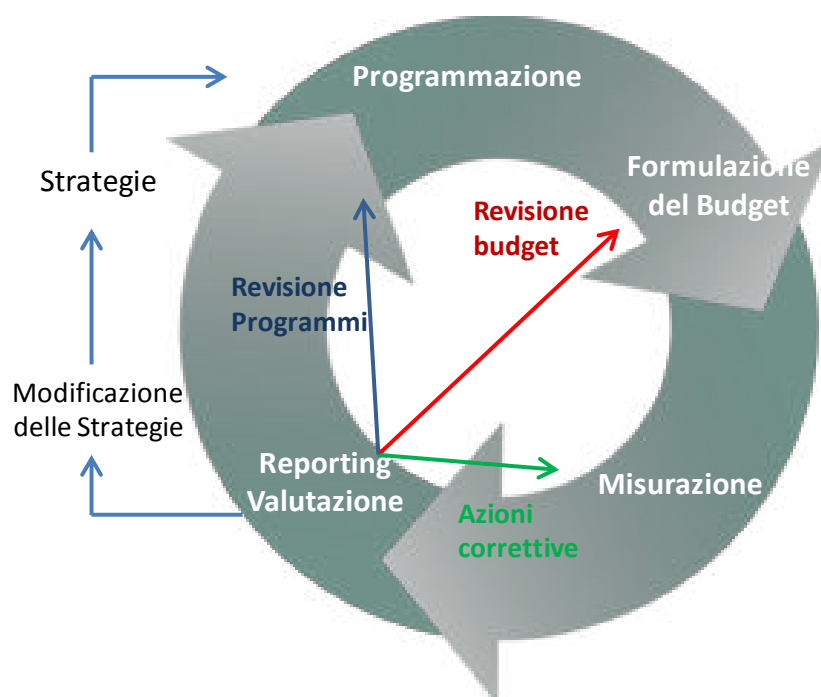 Programmazione
Formulazione
del Budget
Strategie
Revisione
budget
Revisione
Programmi
Modificazione
delle Strategie
Reporting
Valutazione
Misurazione
Azioni
correttive